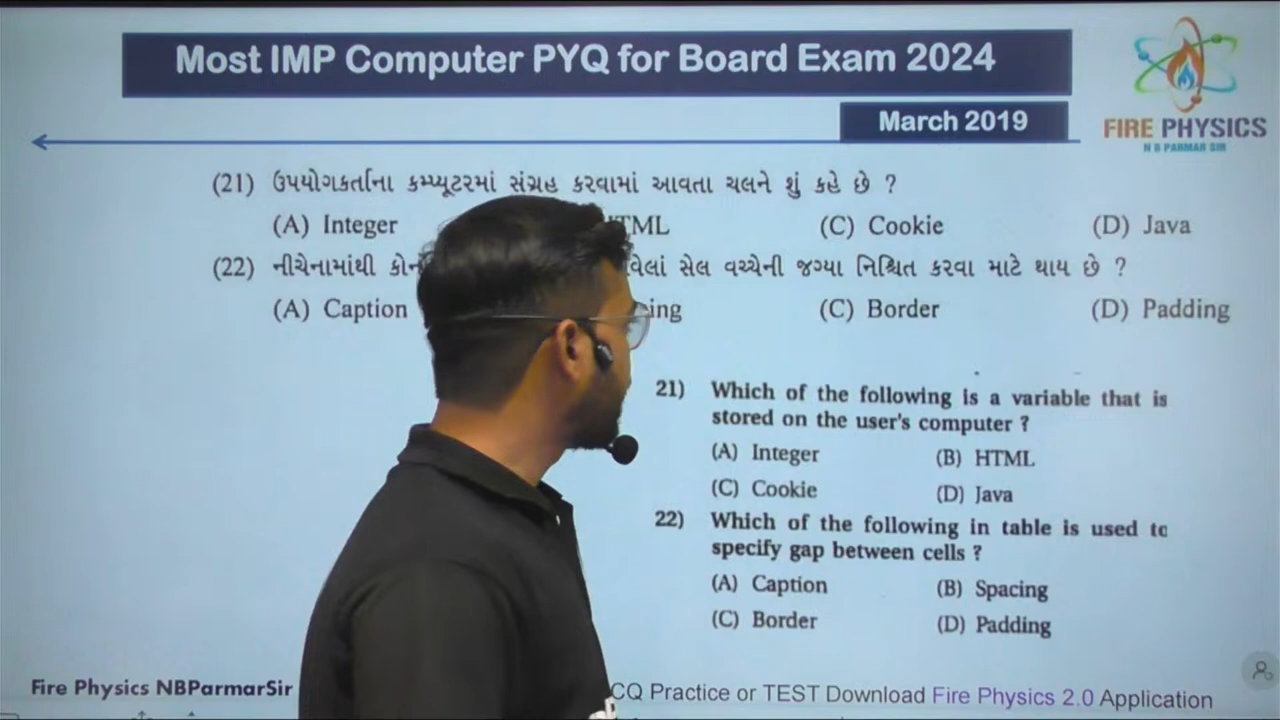 Most IMP Computer PYQ for Board Exam 2024
March 2019
FIRE PHYSICS
N B PARMAR SIR
(21) ઉપયોગકર્તાના કમ્પ્યૂટરમાં સંગ્રહ કરવામાં આવતા ચલને શું કહે છે ?
(A) Integer TML (C) Cookie (D) Java
(22) નીચેનામાંથી સેલ વચ્ચેની જગ્યા નિશ્ચિત કરવા માટે થાય છે ?
(A) Caption ing (C) Border (D) Padding
21) Which of the following is a variable that is
stored on the user's computer ?
(A) Integer (B) HTML
(C) Cookie (D) Java
22) Which of the following in table is used to
specify gap between cells ?
(A) Caption (B) Spacing
(C) Border (D) Padding
Fire Physics NBParmarSir
CQ Practice or TEST Download Fire Physics 2.0 Application